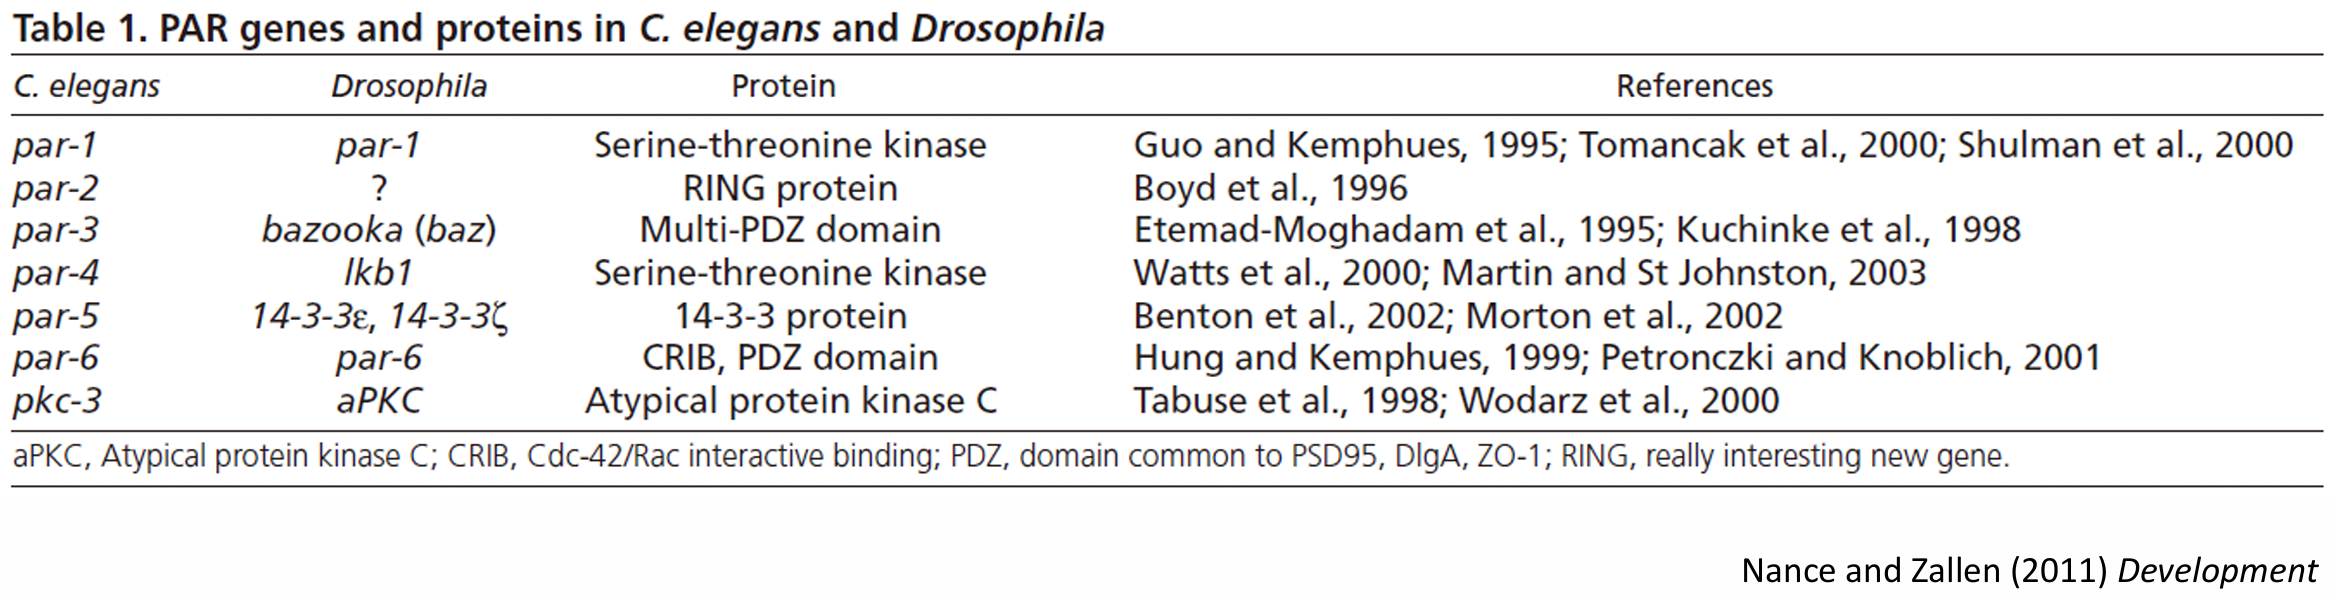 Table 1. PAR genes and proteins in C. elegans and Drosophila
C. elegans Drosophila Protein References
par-1 par-1 Serine-threonine kinase Guo and Kemphues, 1995; Tomancak et al., 2000; Shulman et al., 2000
par-2 ? RING protein Boyd et al., 1996
par-3 bazooka (baz) Multi-PDZ domain Etemad-Moghadam et al., 1995; Kuchinke et al., 1998
par-4 lkb1 Serine-threonine kinase Watts et al., 2000; Martin and St Johnston, 2003
par-5 14-3-3ε, 14-3-3ζ 14-3-3 protein Benton et al., 2002; Morton et al., 2002
par-6 par-6 CRIB, PDZ domain Hung and Kemphues, 1999; Petronczki and Knoblich, 2001
pkc-3 aPKC Atypical protein kinase C Tabuse et al., 1998; Wodarz et al., 2000
aPKC, Atypical protein kinase C; CRIB, Cdc-42/Rac interactive binding; PDZ, domain common to PSD95, DlgA, ZO-1; RING, really interesting new gene.
Nance and Zallen (2011) Development